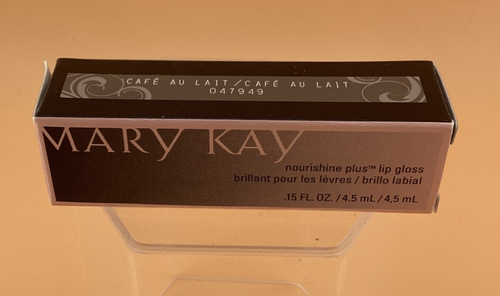 CAFÉ AU LAIT/CAFÉ AU LAIT
047949
MARY KAY
nourishine plus™ lip gloss
brillant pour les lèvres / brillo labial
.15 FL. OZ. / 4.5 mL / 4,5 mL